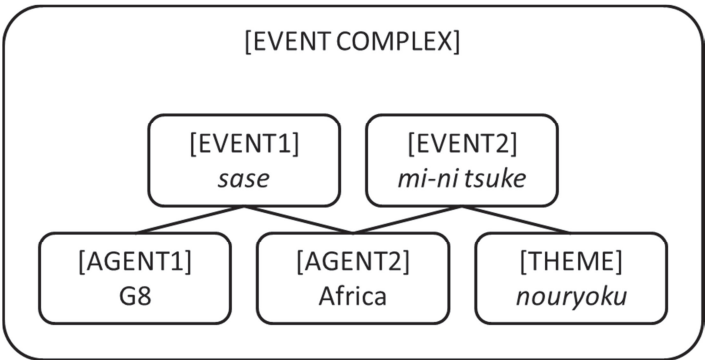 [EVENT COMPLEX]
[EVENT1]
sase
[EVENT2]
mi-ni tsuke
[AGENT1]
G8
[AGENT2]
Africa
[THEME]
nouryoku